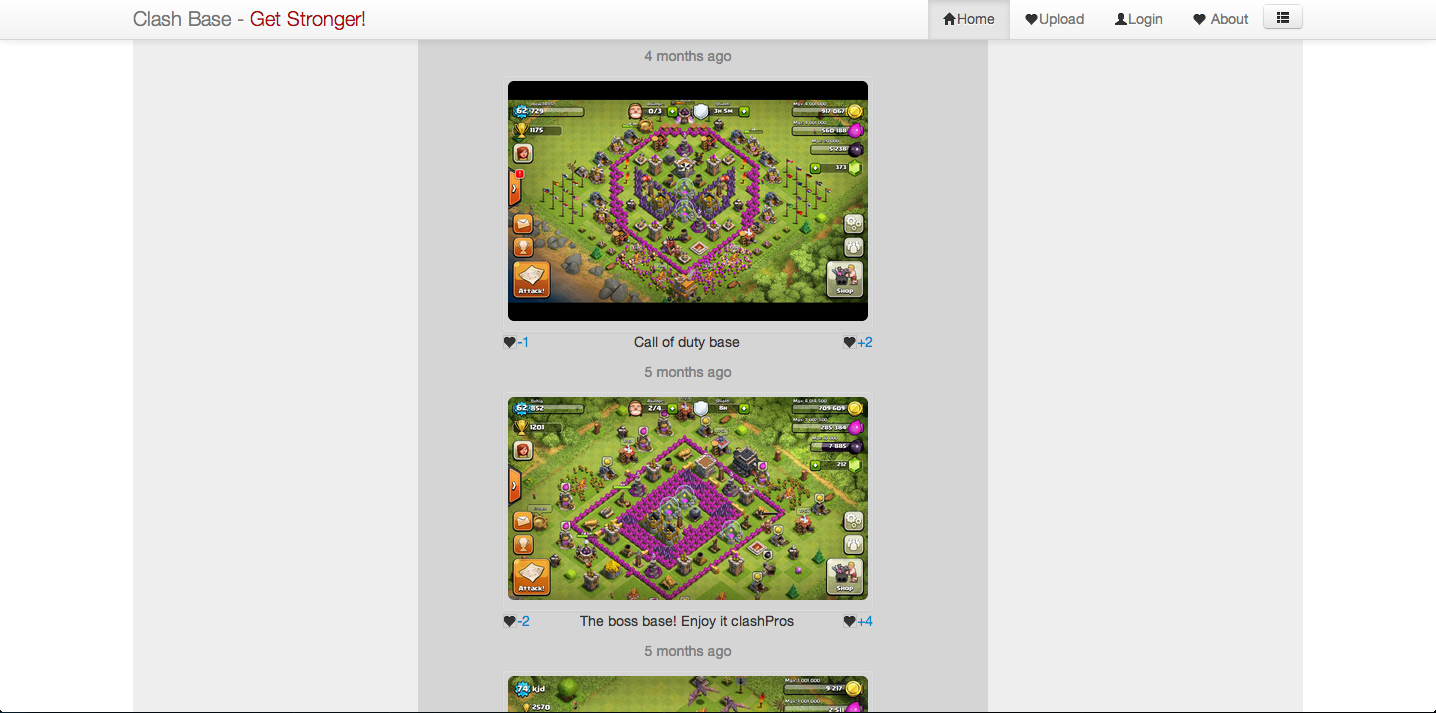 Clash Base - Get Stronger!
Home
Upload
Login
About
4 months ago
62 729
0/3
3H 5M
917 067
1175
560 188
5 238
373
Attack!
Shop
-1
Call of duty base
+2
5 months ago
62 852
2/4
8H
709 609
1201
285 384
7 885
212
Attack!
Shop
-2
The boss base! Enjoy it clashPros
+4
5 months ago
74 kjd
9 217
2570
2 511